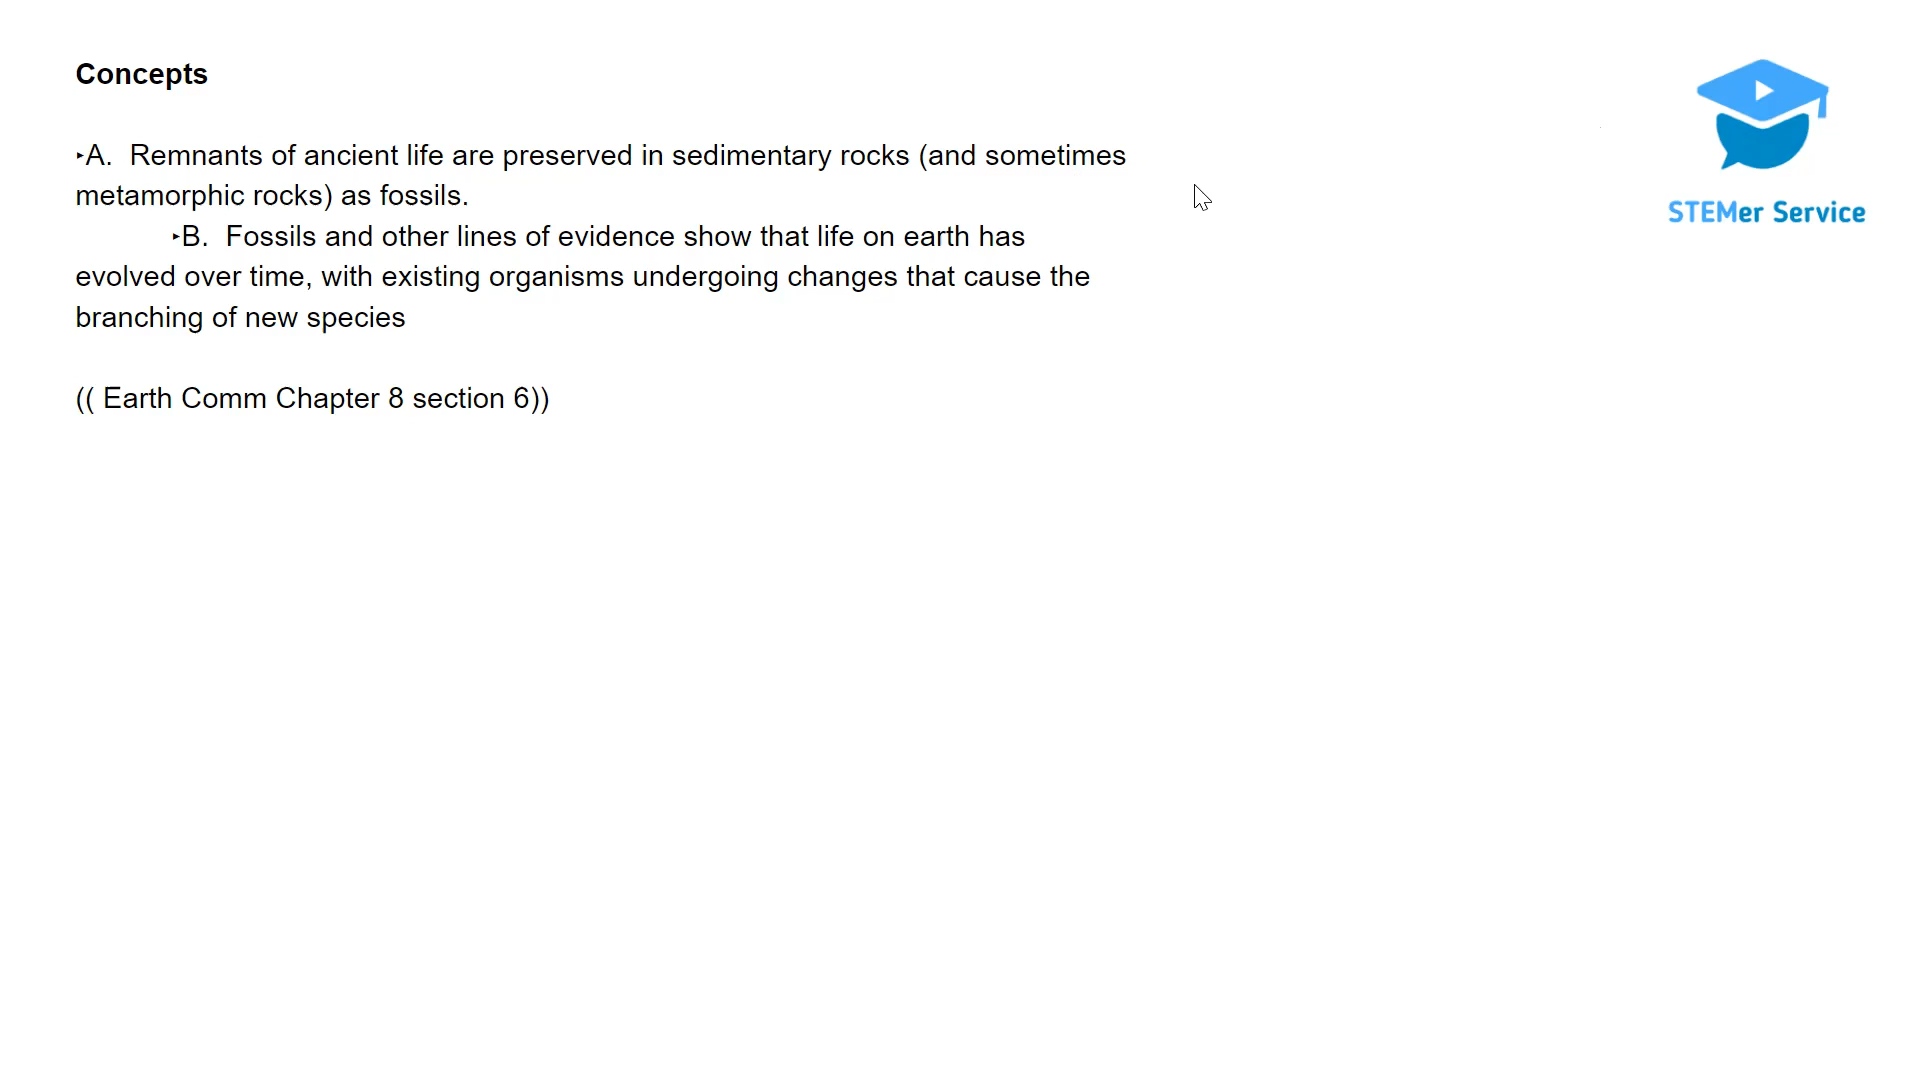 Concepts
‣A.  Remnants of ancient life are preserved in sedimentary rocks (and sometimes
metamorphic rocks) as fossils.
‣B.  Fossils and other lines of evidence show that life on earth has
evolved over time, with existing organisms undergoing changes that cause the
branching of new species
(( Earth Comm Chapter 8 section 6))
STEMer Service